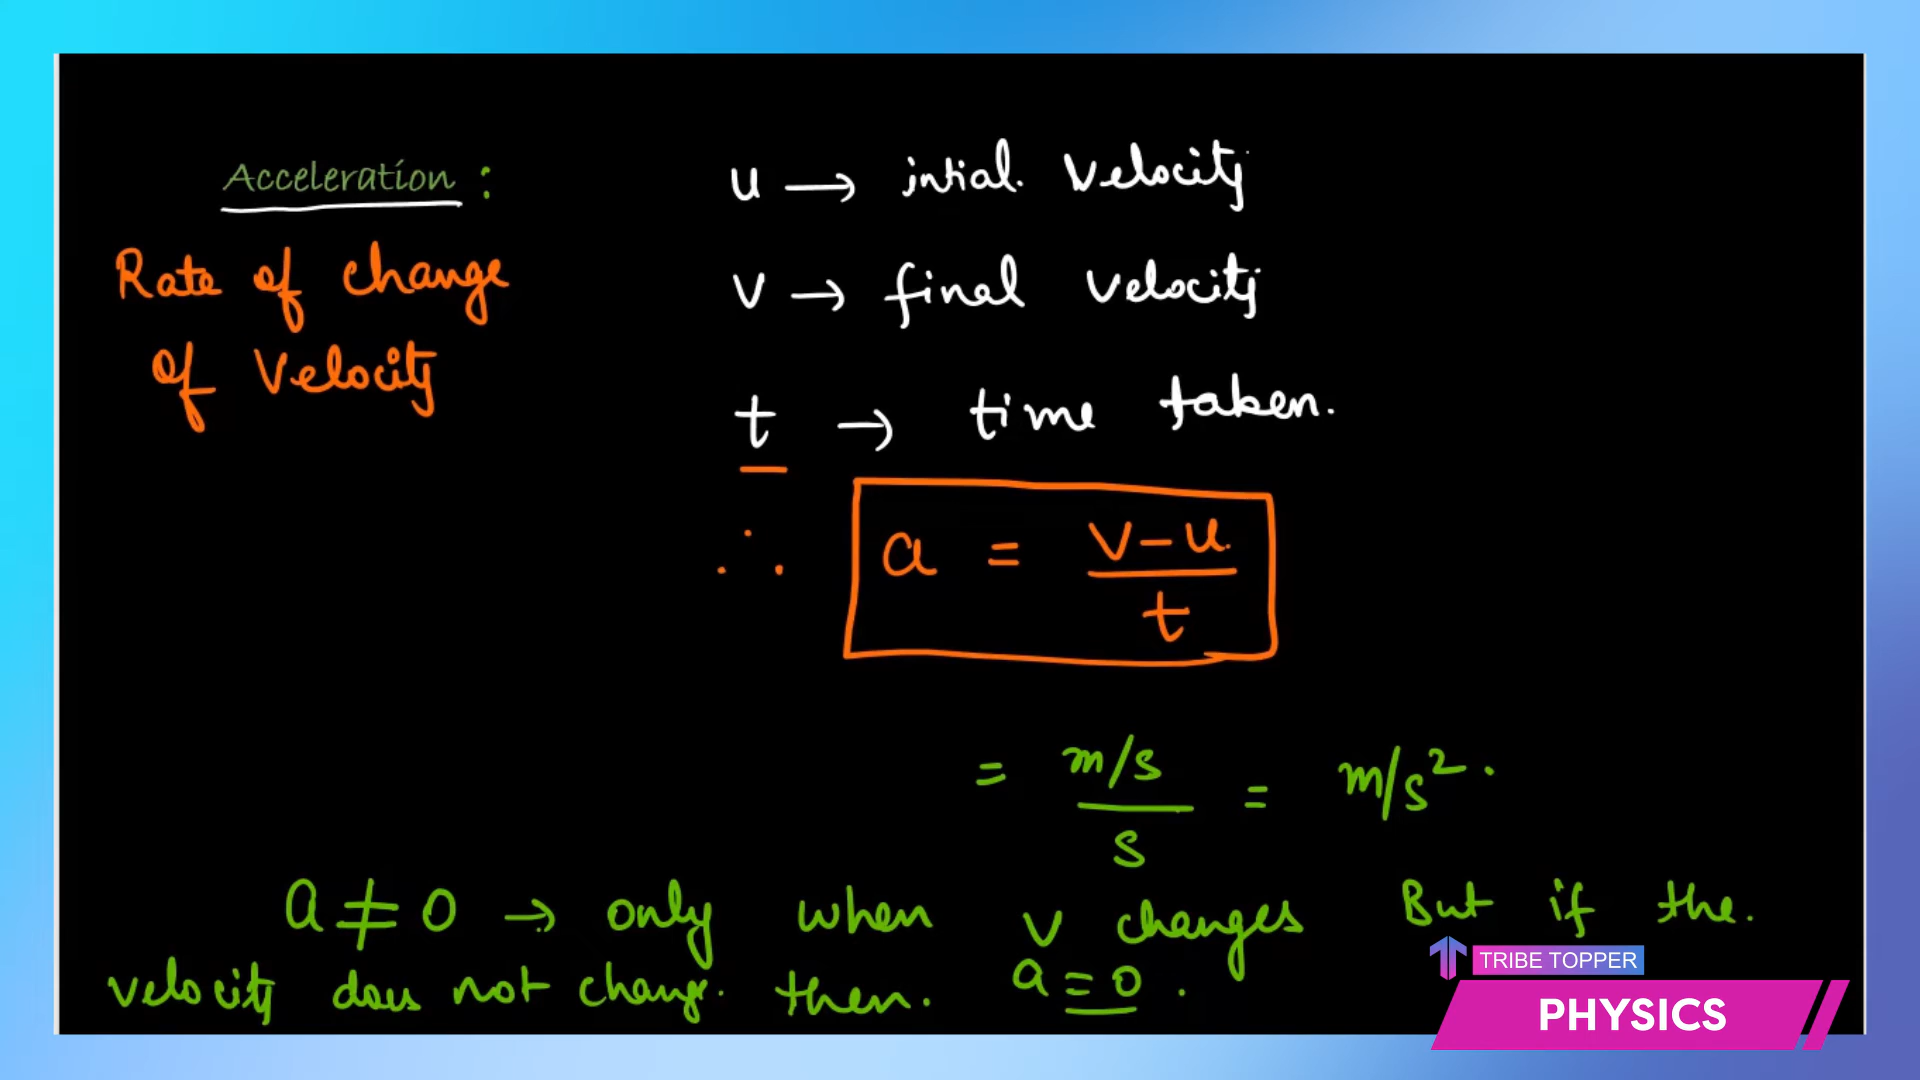 Acceleration :
Rate of change
of Velocity
u → intial. Velocity
v → final velocity
t → time taken.
∴ a = v-u / t
= m/s / s = m/s².
a ≠ 0 → only when v changes But if the.
velocity does not change. then. a = 0.
TRIBE TOPPER
PHYSICS